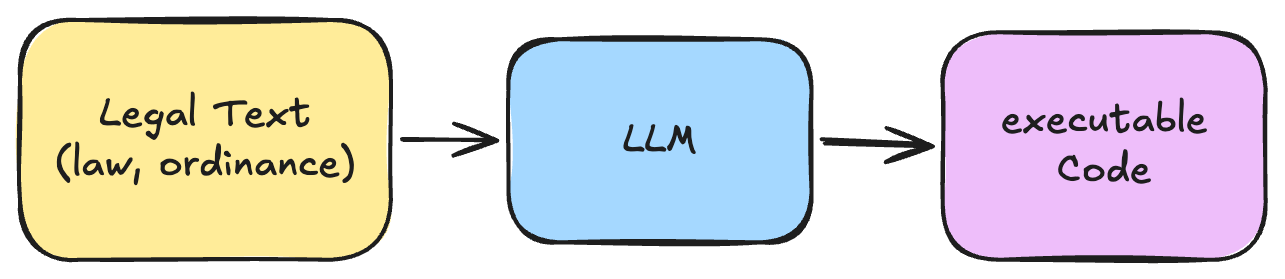 Legal Text
(law, ordinance)
LLM
executable
Code